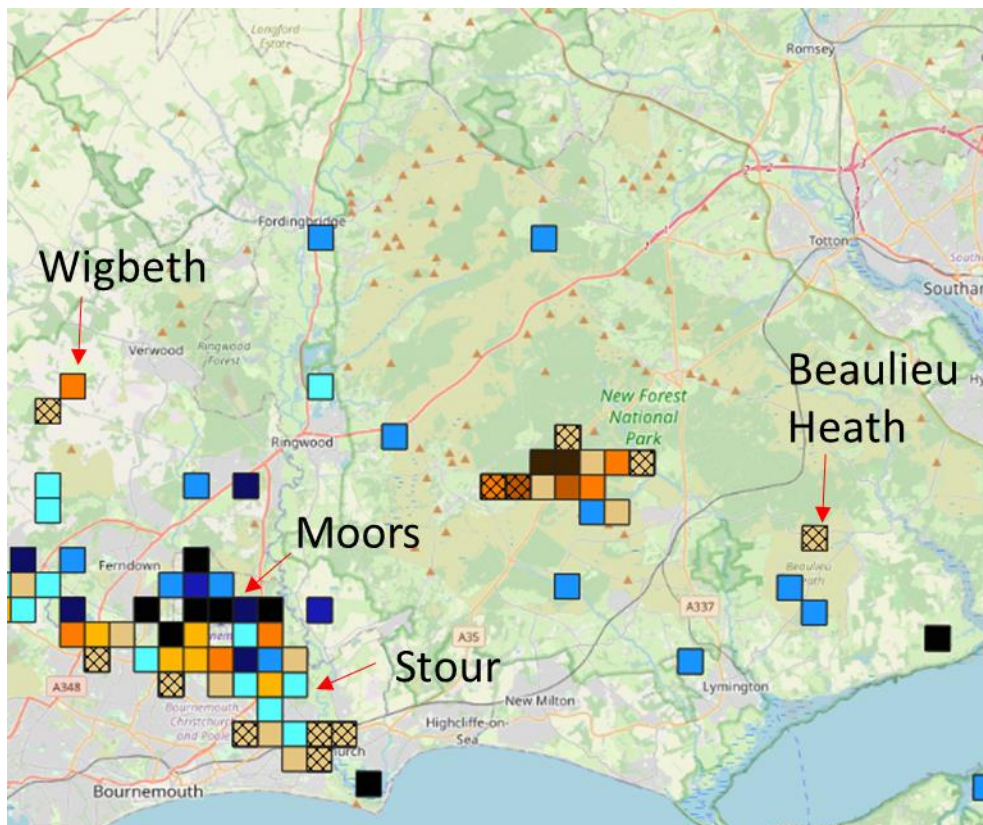 Longford
Estate
Romsey
Fordingbridge
Totton
Wigbeth
Verwood
Ringwood
Forest
Beaulieu
Heath
New Forest
National
Park
Ringwood
Moors
Ferndown
A337
A35
Stour
A348
Lymington
New Milton
Bournemouth
Christchurch
and Poole
Highcliffe-on-
Sea
Bournemouth